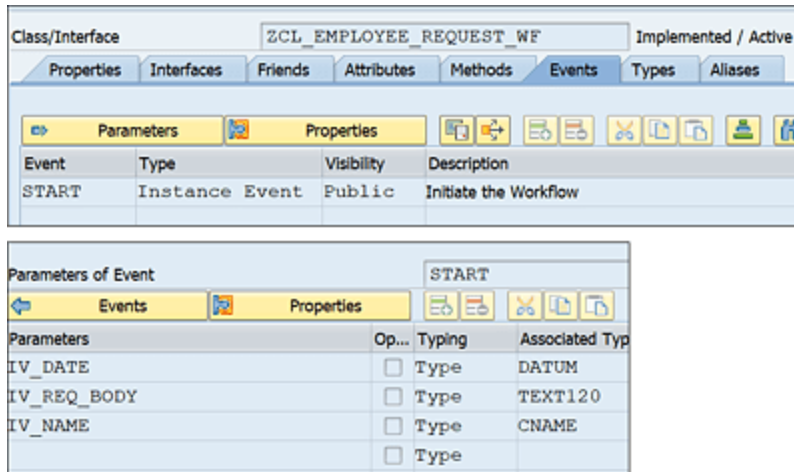 Class/Interface ZCL_EMPLOYEE_REQUEST_WF Implemented / Active
Properties Interfaces Friends Attributes Methods Events Types Aliases
Parameters Properties
Event Type Visibility Description
START Instance Event Public Initiate the Workflow
Parameters of Event START
Events Properties
Parameters Op... Typing Associated Typ
IV_DATE Type DATUM
IV_REQ_BODY Type TEXT120
IV_NAME Type CNAME
Type